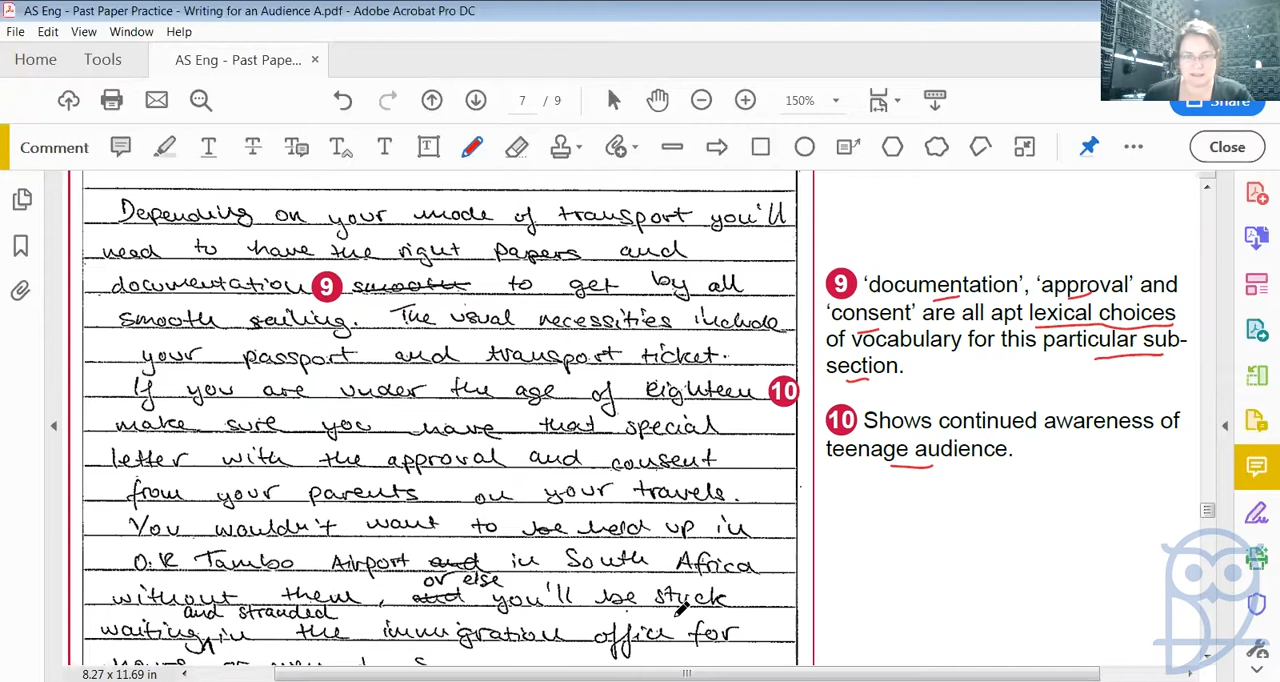 AS Eng - Past Paper Practice - Writing for an Audience A.pdf - Adobe Acrobat Pro DC
File Edit View Window Help
Home Tools AS Eng - Past Pape... ×
7 / 9 150% Share
Comment Close
Depending on your mode of transport you'll
need to have the right papers and
documentation 9 smooth to get by all
smooth sailing. The usual necessities include
your passport and transport ticket.
If you are under the age of eighteen 10
make sure you have that special
letter with the approval and consent
from your parents on your travels.
You wouldn't want to be held up in
O.R Tambo Airport and in South Africa
or else
without them, and you'll be stuck
and stranded
waiting in the immigration office for
9 'documentation', 'approval' and
'consent' are all apt lexical choices
of vocabulary for this particular sub-
section.
10 Shows continued awareness of
teenage audience.
8.27 x 11.69 in